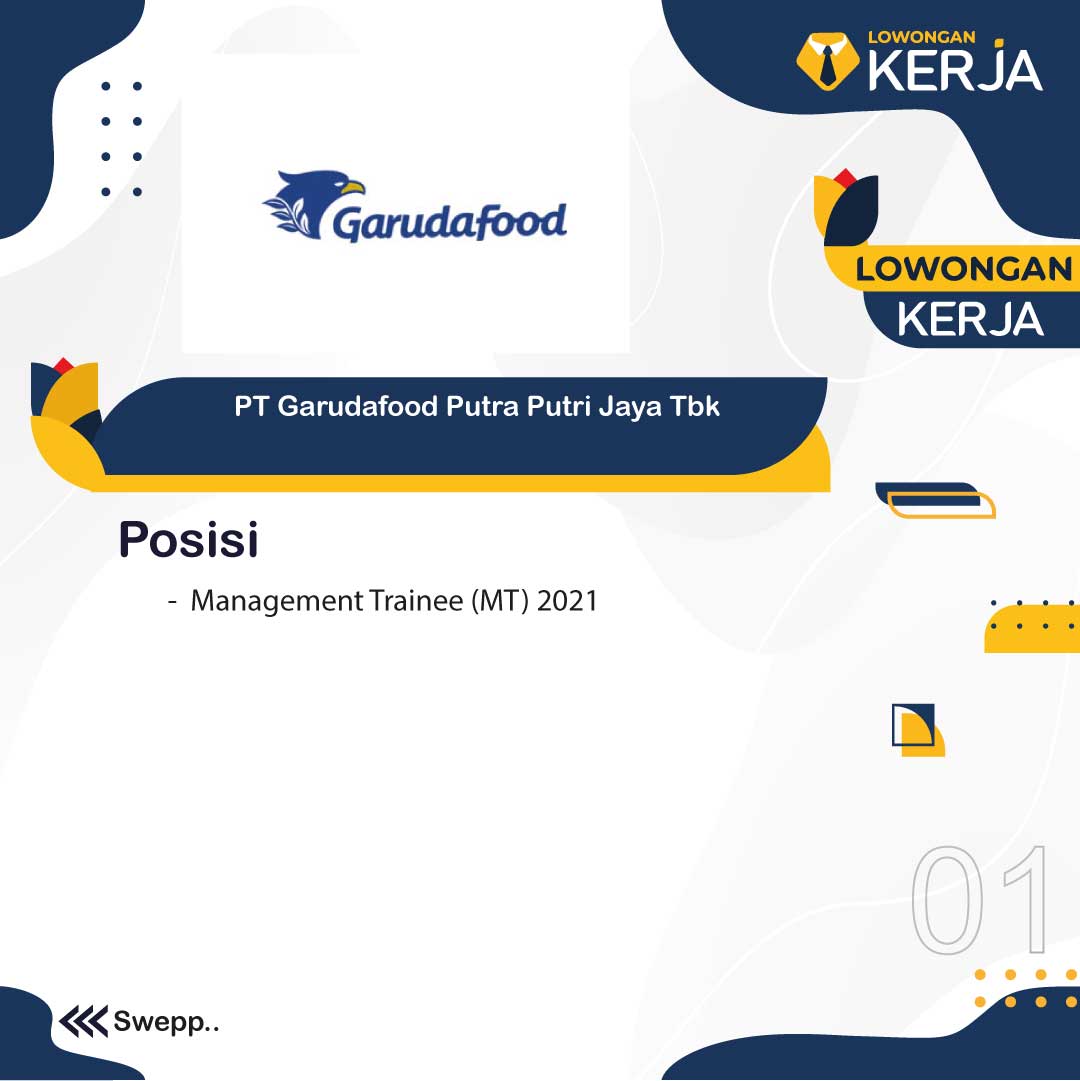 LOWONGAN
KERJA
Garudafood
LOWONGAN
KERJA
PT Garudafood Putra Putri Jaya Tbk
Posisi
- Management Trainee (MT) 2021
01
Swepp..